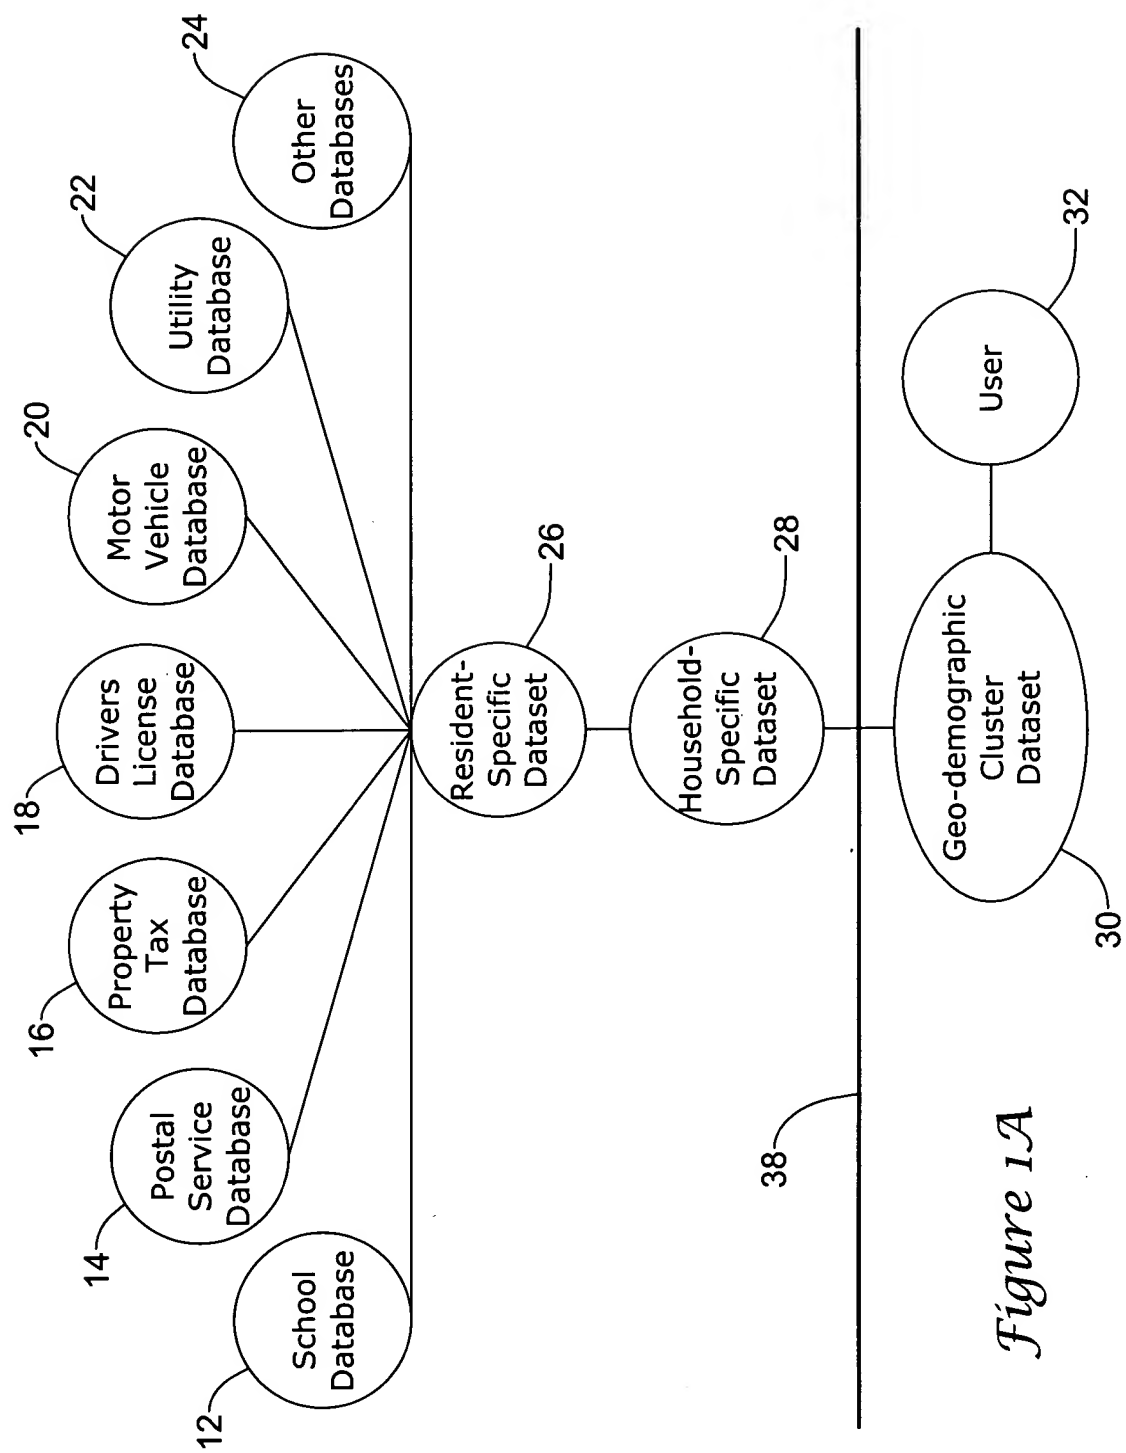 12
School
Database
14
Postal
Service
Database
16
Property
Tax
Database
18
Drivers
License
Database
20
Motor
Vehicle
Database
22
Utility
Database
24
Other
Databases
Resident-
Specific
Dataset
26
Household-
Specific
Dataset
28
38
Geo-demographic
Cluster
Dataset
30
User
32
Figure 1A